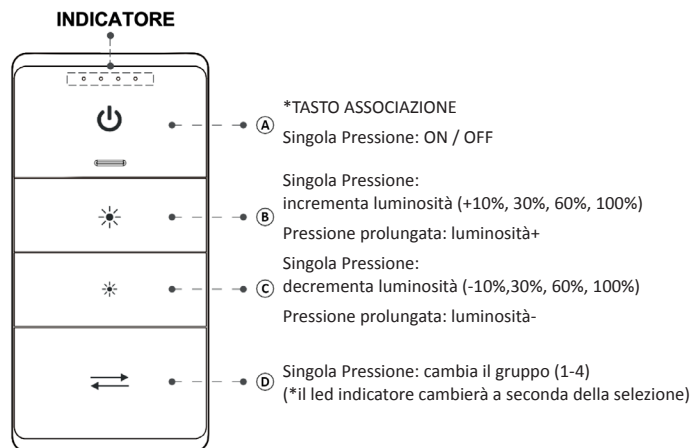 INDICATORE
*TASTO ASSOCIAZIONE
A
Singola Pressione: ON / OFF
Singola Pressione:
incrementa luminosità (+10%, 30%, 60%, 100%)
B
Pressione prolungata: luminosità+
Singola Pressione:
C decrementa luminosità (-10%,30%, 60%, 100%)
Pressione prolungata: luminosità-
D Singola Pressione: cambia il gruppo (1-4)
(*il led indicatore cambierà a seconda della selezione)